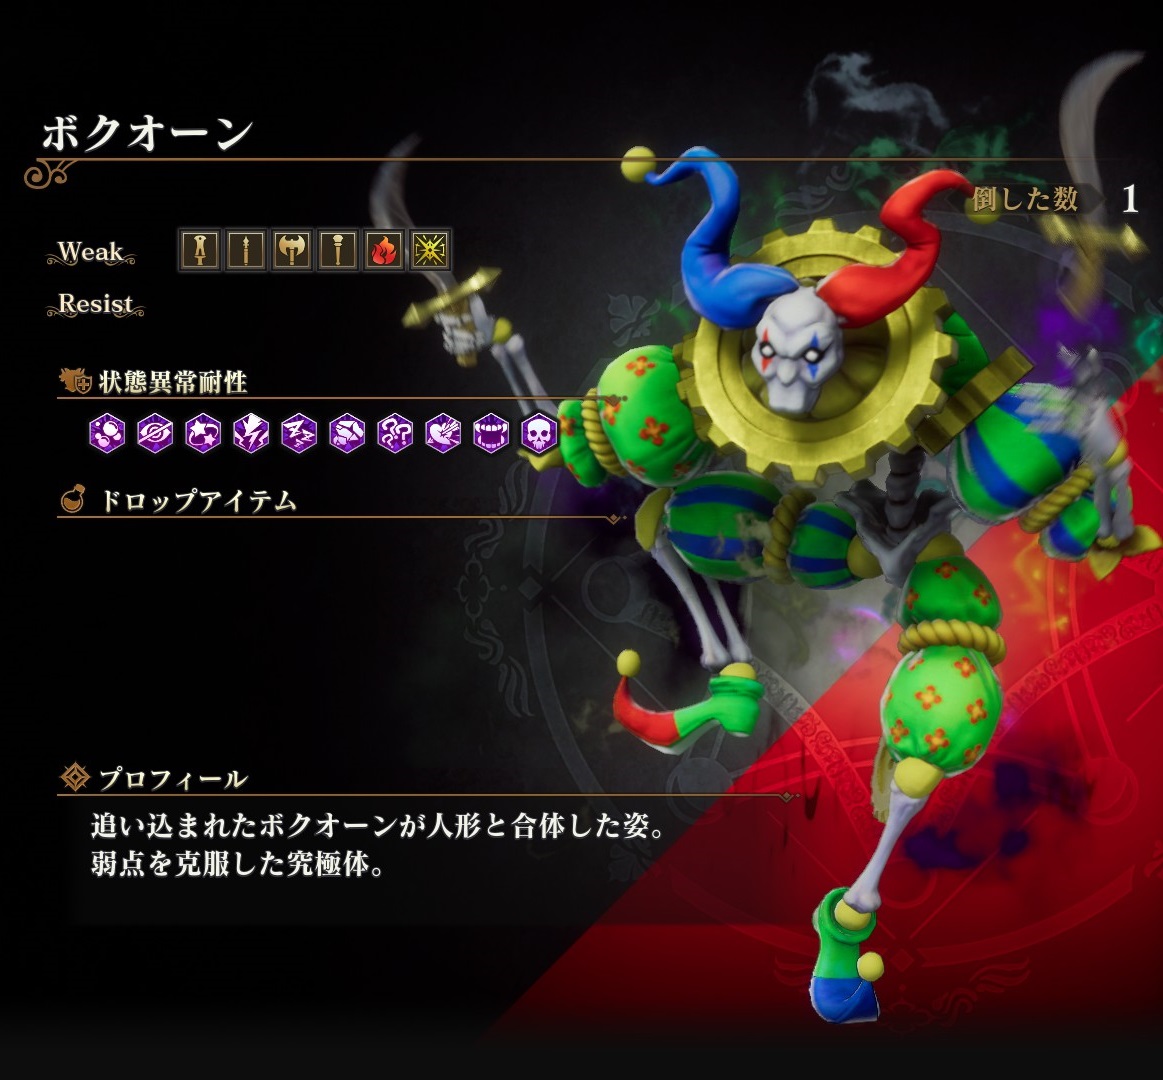 ボクオーン
倒した数 1
Weak
Resist
状態異常耐性
ドロップアイテム
プロフィール
追い込まれたボクオーンが人形と合体した姿。
弱点を克服した究極体。